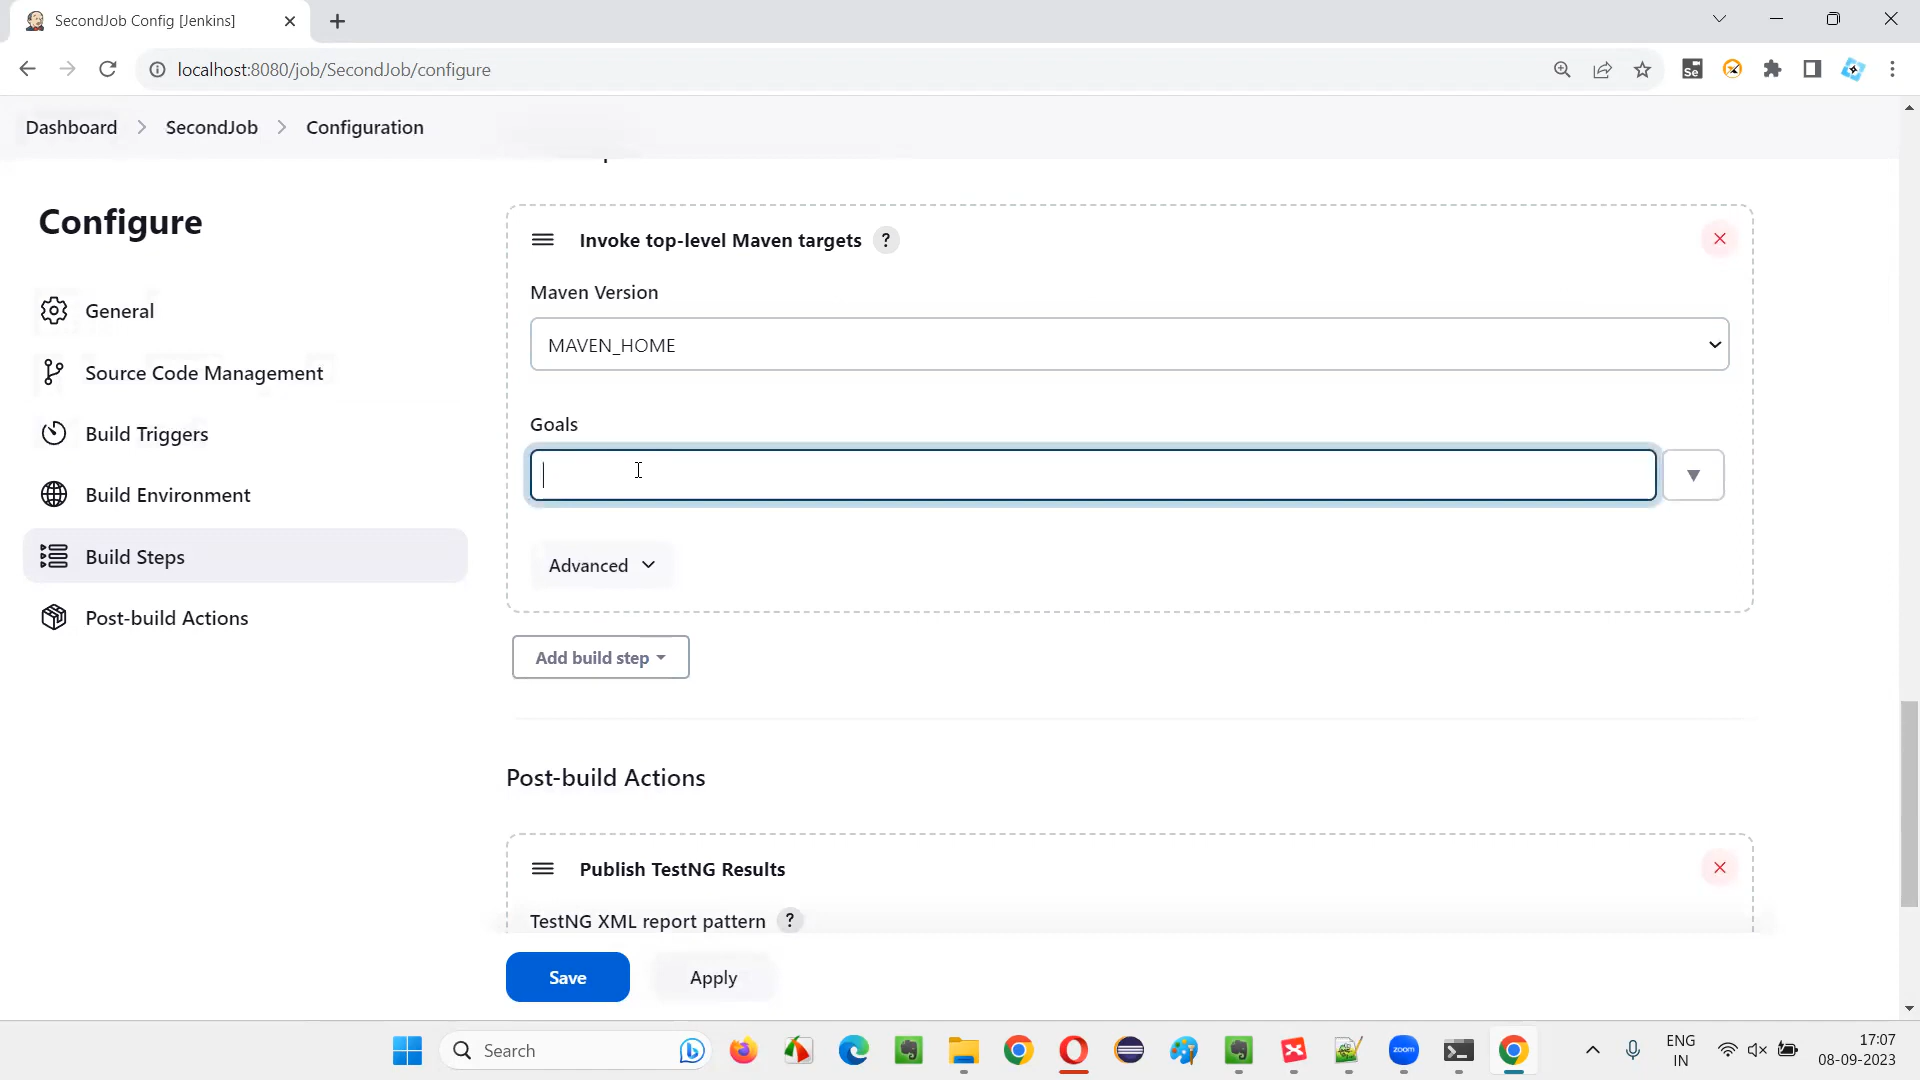 SecondJob Config [Jenkins]
localhost:8080/job/SecondJob/configure
Se
Dashboard
SecondJob
Configuration
Configure
General
Source Code Management
Build Triggers
Build Environment
Build Steps
Post-build Actions
Invoke top-level Maven targets ?
Maven Version
MAVEN_HOME
Goals
Advanced
Add build step
Post-build Actions
Publish TestNG Results
TestNG XML report pattern ?
Save
Apply
Search
zoom
ENG
IN
17:07
08-09-2023